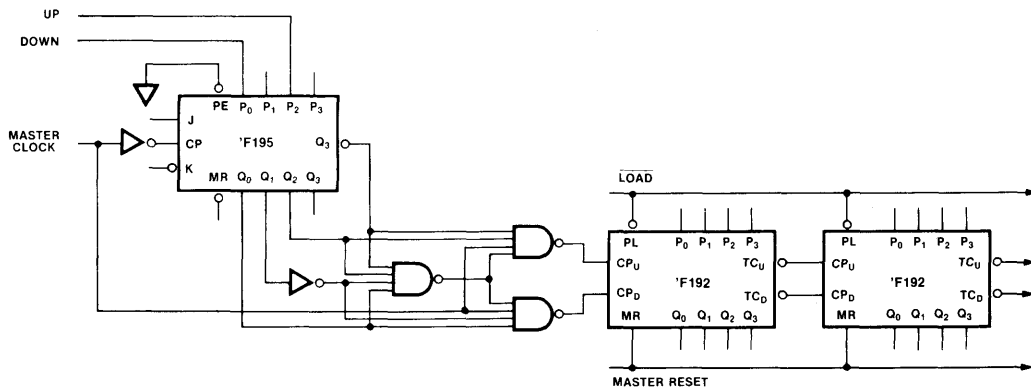 UP
DOWN
PE P0 P1 P2 P3
J
MASTER CLOCK
CP 'F195 Q3
K
MR Q0 Q1 Q2 Q3
LOAD
PL P0 P1 P2 P3
CPU TCU
'F192
CPD TCD
MR Q0 Q1 Q2 Q3
PL P0 P1 P2 P3
CPU TCU
'F192
CPD TCD
MR Q0 Q1 Q2 Q3
MASTER RESET